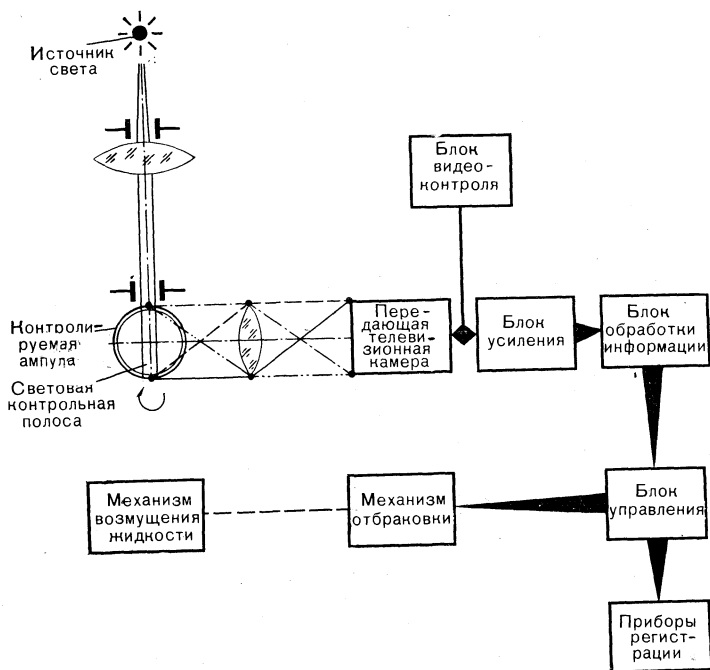 Источник
света
Блок
видео-
контроля
Контроли-
руемая
ампула
Световая
контрольная
полоса
Пере-
дающая
телеви-
зионная
камера
Блок
усиления
Блок
обработки
информации
Механизм
возмущения
жидкости
Механизм
отбраковки
Блок
управления
Приборы
регист-
рации